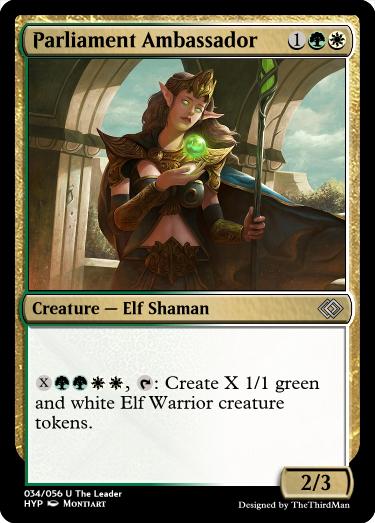 Parliament Ambassador 1
Creature — Elf Shaman
X, : Create X 1/1 green
and white Elf Warrior creature
tokens.
2/3
034/056 U The Leader
HYP Montiart
Designed by TheThirdMan